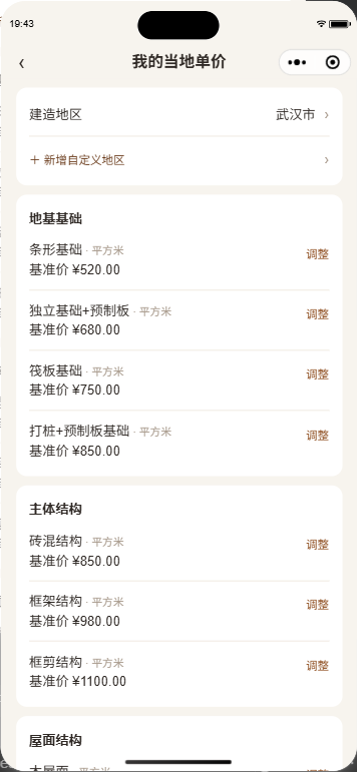 19:43
我的当地单价
建造地区 武汉市 ›
+ 新增自定义地区 ›
地基基础
条形基础 · 平方米
调整
基准价 ¥520.00
独立基础+预制板 · 平方米
调整
基准价 ¥680.00
筏板基础 · 平方米
调整
基准价 ¥750.00
打桩+预制板基础 · 平方米
调整
基准价 ¥850.00
主体结构
砖混结构 · 平方米
调整
基准价 ¥850.00
框架结构 · 平方米
调整
基准价 ¥980.00
框剪结构 · 平方米
调整
基准价 ¥1100.00
屋面结构